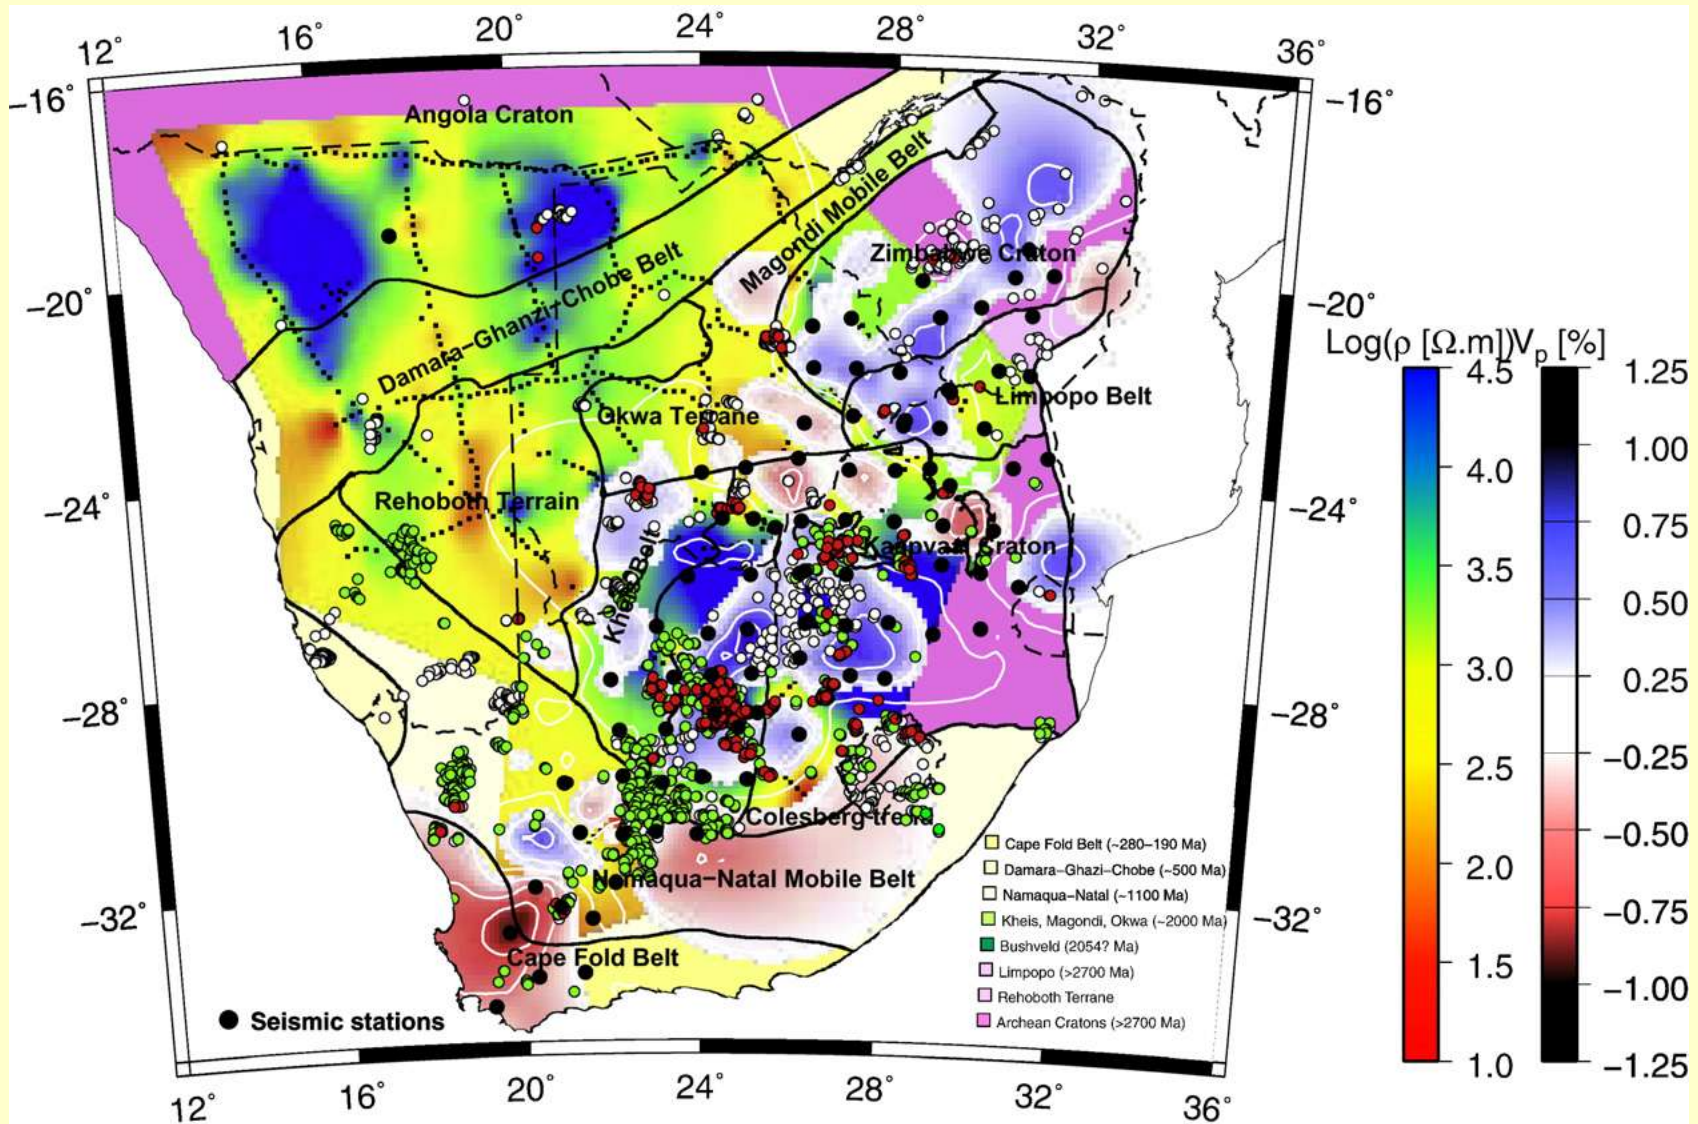 12° 16° 20° 24° 28° 32° 36°
−16° −16°
Angola Craton
Magondi Mobile Belt
Zimbabwe Craton
Damara−Ghanzi−Chobe Belt
−20° −20°
Log(ρ [Ω.m]) Vp [%]
Limpopo Belt
Okwa Terrane
Rehoboth Terrain
−24° −24°
Kaapvaal Craton
Kheis Belt
−28° −28°
Colesberg trend
Namaqua−Natal Mobile Belt
−32° −32°
Cape Fold Belt
Seismic stations
Cape Fold Belt (~280−190 Ma)
Damara−Ghazi−Chobe (~500 Ma)
Namaqua−Natal (~1100 Ma)
Kheis, Magondi, Okwa (~2000 Ma)
Bushveld (2054? Ma)
Limpopo (>2700 Ma)
Rehoboth Terrane
Archean Cratons (>2700 Ma)
12° 16° 20° 24° 28° 32° 36°
4.5
4.0
3.5
3.0
2.5
2.0
1.5
1.0
1.25
1.00
0.75
0.50
0.25
−0.25
−0.50
−0.75
−1.00
−1.25